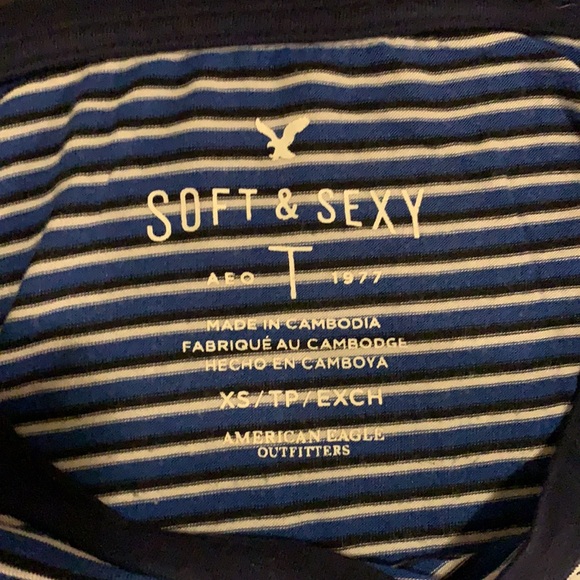 SOFT & SEXY
T
AEO 1977
MADE IN CAMBODIA
FABRIQUÉ AU CAMBODGE
HECHO EN CAMBOYA
XS/TP/EXCH
AMERICAN EAGLE
OUTFITTERS